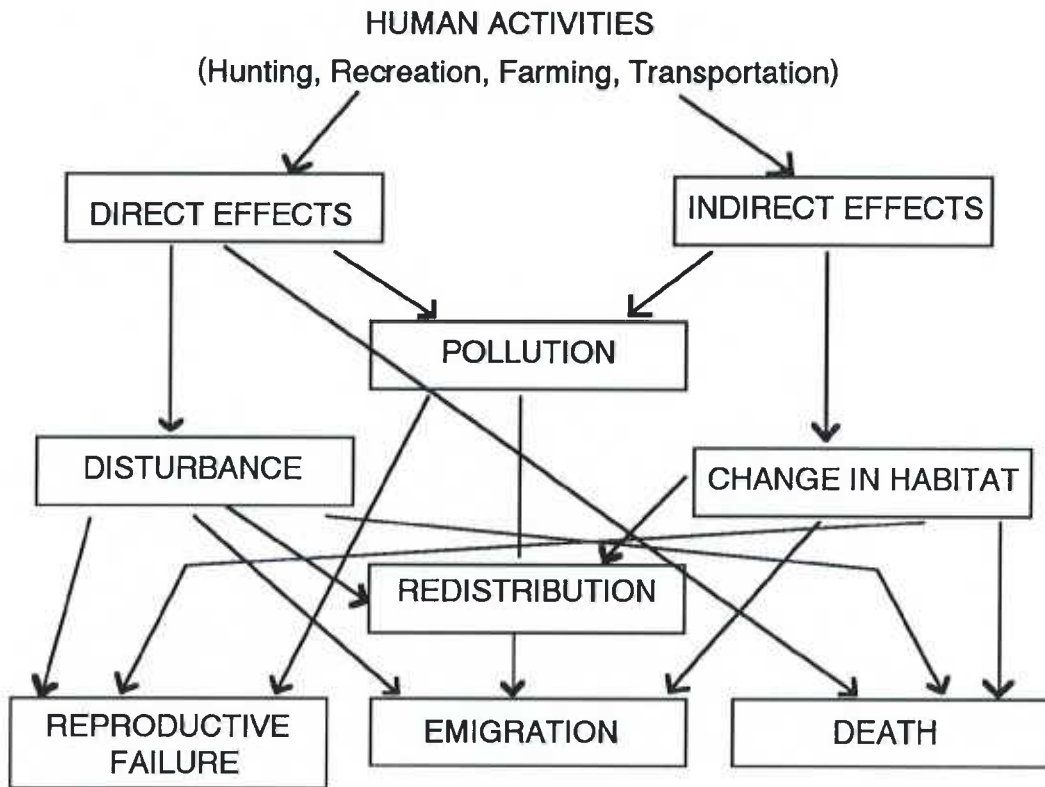 HUMAN ACTIVITIES
(Hunting, Recreation, Farming, Transportation)
DIRECT EFFECTS
INDIRECT EFFECTS
POLLUTION
DISTURBANCE
CHANGE IN HABITAT
REDISTRIBUTION
REPRODUCTIVE
FAILURE
EMIGRATION
DEATH